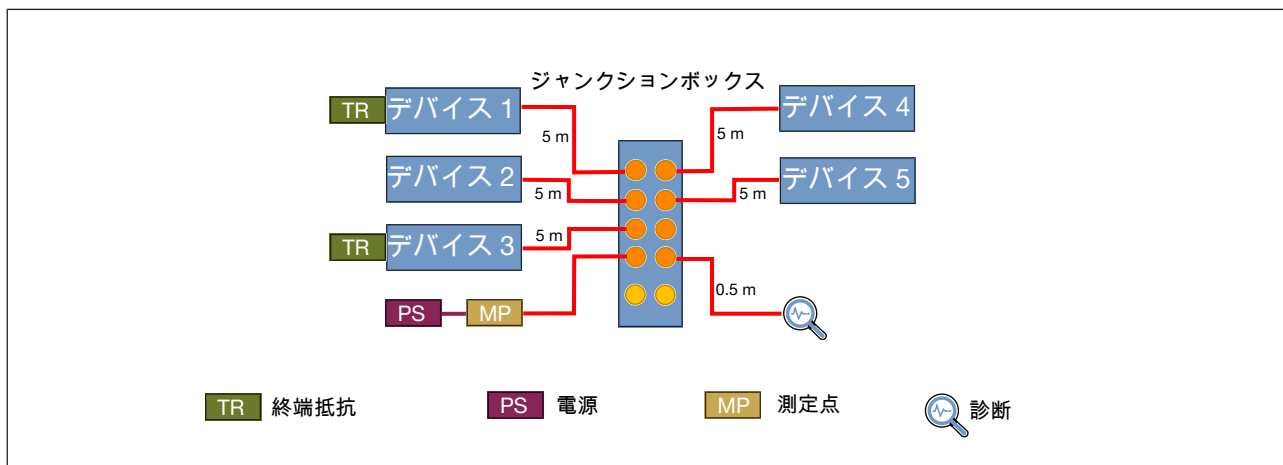 ジャンクションボックス
TR デバイス 1
デバイス 4
5 m
5 m
デバイス 2
デバイス 5
5 m
5 m
TR デバイス 3
5 m
0.5 m
PS MP
TR 終端抵抗
PS 電源
MP 測定点
診断